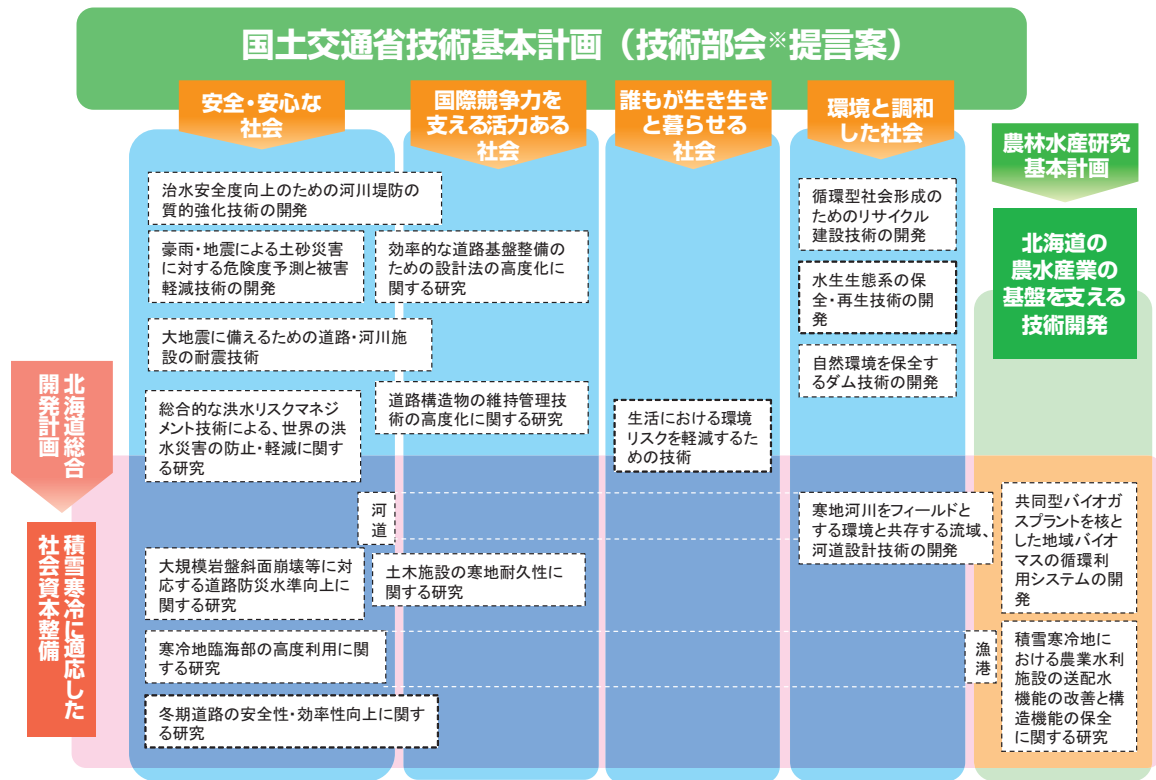 国土交通省技術基本計画（技術部会※提言案）
安全・安心な
社会
国際競争力を
支える活力ある
社会
誰もが生き生き
と暮らせる
社会
環境と調和
した社会
農林水産研究
基本計画
北海道の
農水産業の
基盤を支える
技術開発
治水安全度向上のための河川堤防の
質的強化技術の開発
豪雨・地震による土砂災害
に対する危険度予測と被害
軽減技術の開発
効率的な道路基盤整備の
ための設計法の高度化に
関する研究
大地震に備えるための道路・河川施
設の耐震技術
総合的な洪水リスクマネジ
メント技術による、世界の洪
水災害の防止・軽減に関す
る研究
道路構造物の維持管理技
術の高度化に関する研究
生活における環境
リスクを軽減するた
めの技術
循環型社会形成の
ためのリサイクル
建設技術の開発
水生生態系の保
全・再生技術の開
発
自然環境を保全す
るダム技術の開発
北海道総合
開発計画
積雪寒冷に適応した
社会資本整備
河道
寒地河川をフィールドと
する環境と共存する流域、
河道設計技術の開発
共同型バイオガ
スプラントを核と
した地域バイオ
マスの循環利
用システムの開
発
大規模岩盤斜面崩壊等に対
応する道路防災水準向上に
関する研究
土木施設の寒地耐久性に
関する研究
寒冷地臨海部の高度利用に関
する研究
漁港
積雪寒冷地に
おける農業水利
施設の送配水
機能の改善と構
造機能の保全
に関する研究
冬期道路の安全性・効率性向上に関す
る研究